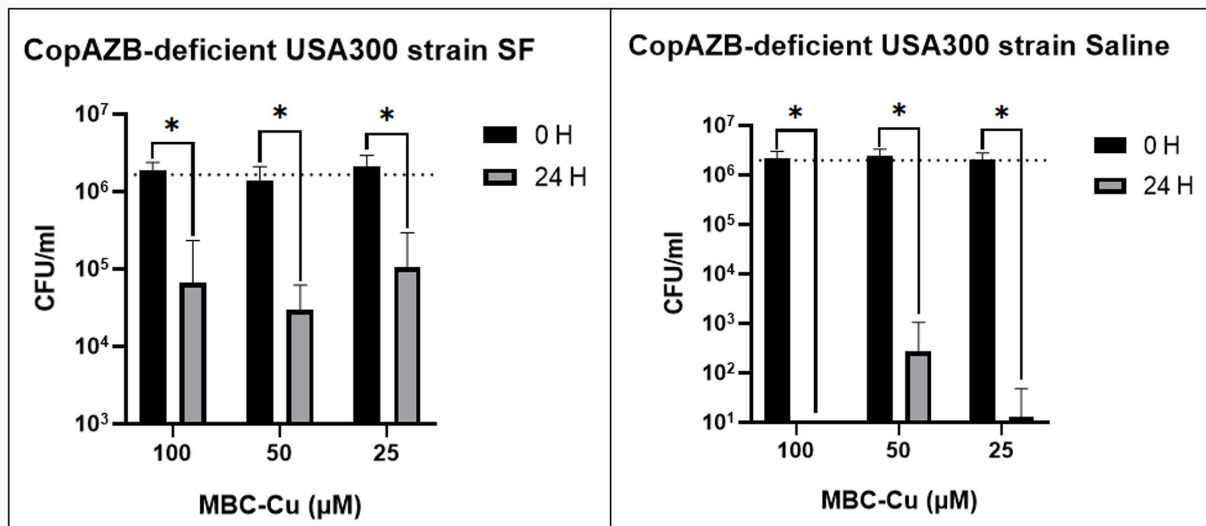 CopAZB-deficient USA300 strain SF
10⁷
10⁶
10⁵
10⁴
10³
CFU/ml
* * *
0 H
24 H
100 50 25
MBC-Cu (µM)
CopAZB-deficient USA300 strain Saline
10⁷
10⁶
10⁵
10⁴
10³
10²
10¹
CFU/ml
* * *
0 H
24 H
100 50 25
MBC-Cu (µM)